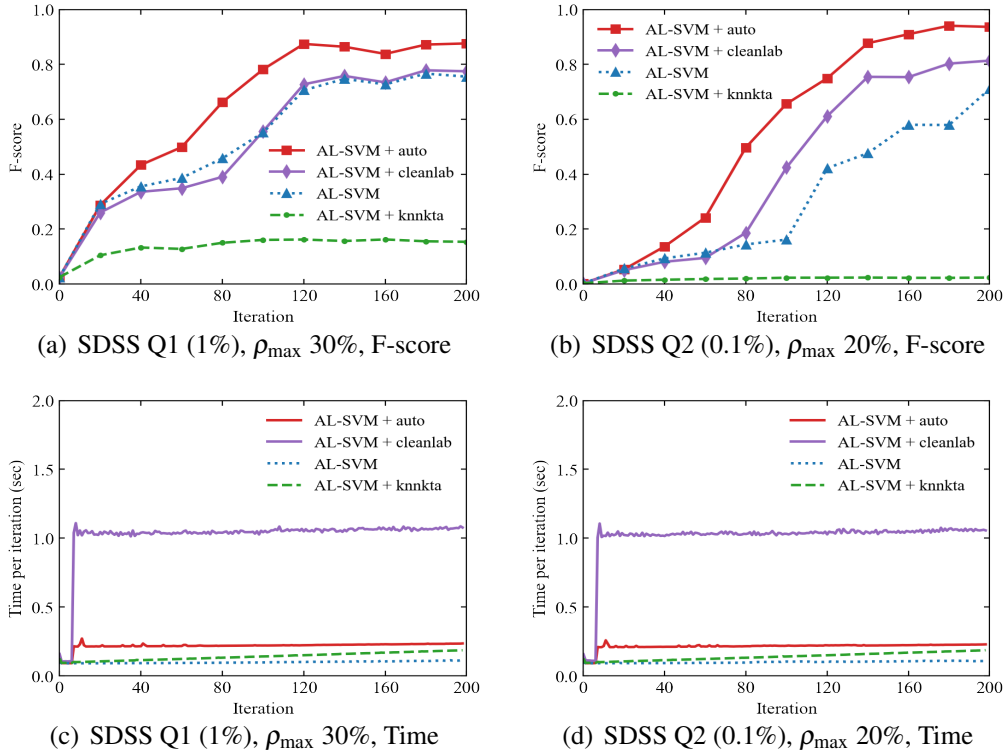 1.0
0.8
0.6
0.4
0.2
0.0
F-score
AL-SVM + auto
AL-SVM + cleanlab
AL-SVM
AL-SVM + knnkta
0 40 80 120 160 200
Iteration
(a) SDSS Q1 (1%), ρmax 30%, F-score
1.0
0.8
0.6
0.4
0.2
0.0
F-score
AL-SVM + auto
AL-SVM + cleanlab
AL-SVM
AL-SVM + knnkta
0 40 80 120 160 200
Iteration
(b) SDSS Q2 (0.1%), ρmax 20%, F-score
2.0
1.5
1.0
0.5
0.0
Time per iteration (sec)
AL-SVM + auto
AL-SVM + cleanlab
AL-SVM
AL-SVM + knnkta
0 40 80 120 160 200
Iteration
(c) SDSS Q1 (1%), ρmax 30%, Time
2.0
1.5
1.0
0.5
0.0
Time per iteration (sec)
AL-SVM + auto
AL-SVM + cleanlab
AL-SVM
AL-SVM + knnkta
0 40 80 120 160 200
Iteration
(d) SDSS Q2 (0.1%), ρmax 20%, Time